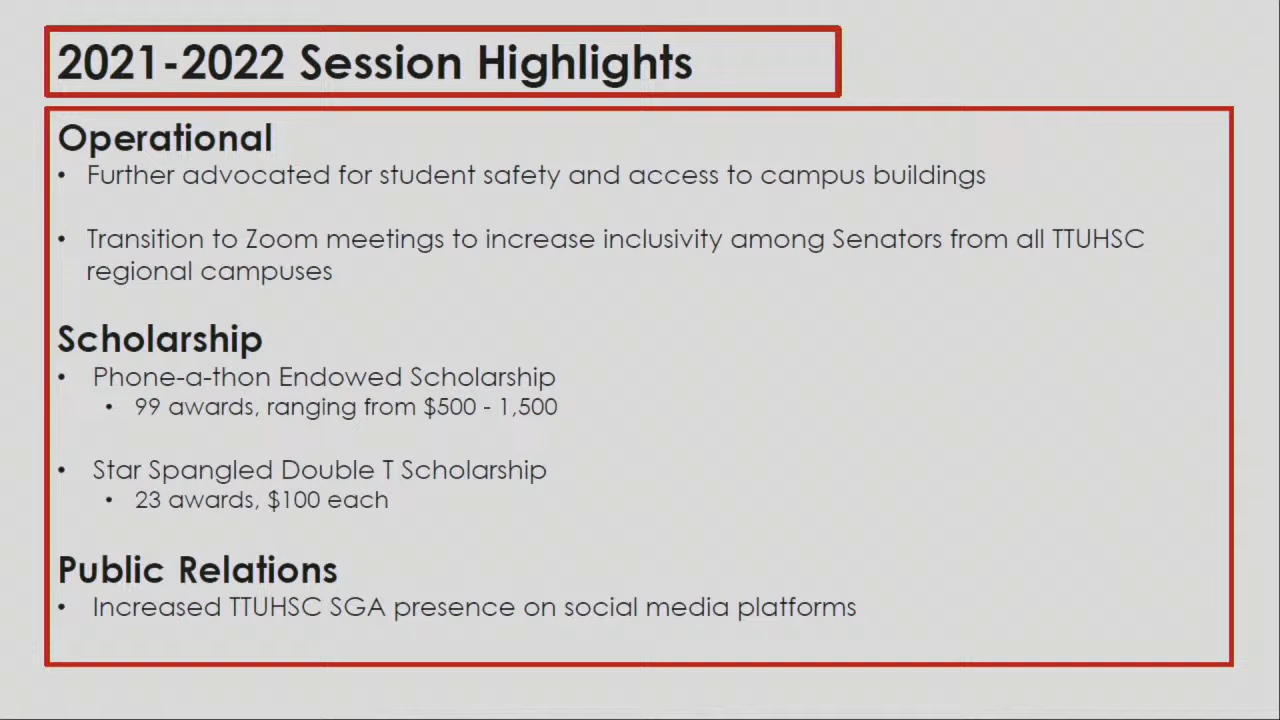 2021-2022 Session Highlights
Operational
• Further advocated for student safety and access to campus buildings
• Transition to Zoom meetings to increase inclusivity among Senators from all TTUHSC
regional campuses
Scholarship
• Phone-a-thon Endowed Scholarship
• 99 awards, ranging from $500 - 1,500
• Star Spangled Double T Scholarship
• 23 awards, $100 each
Public Relations
• Increased TTUHSC SGA presence on social media platforms